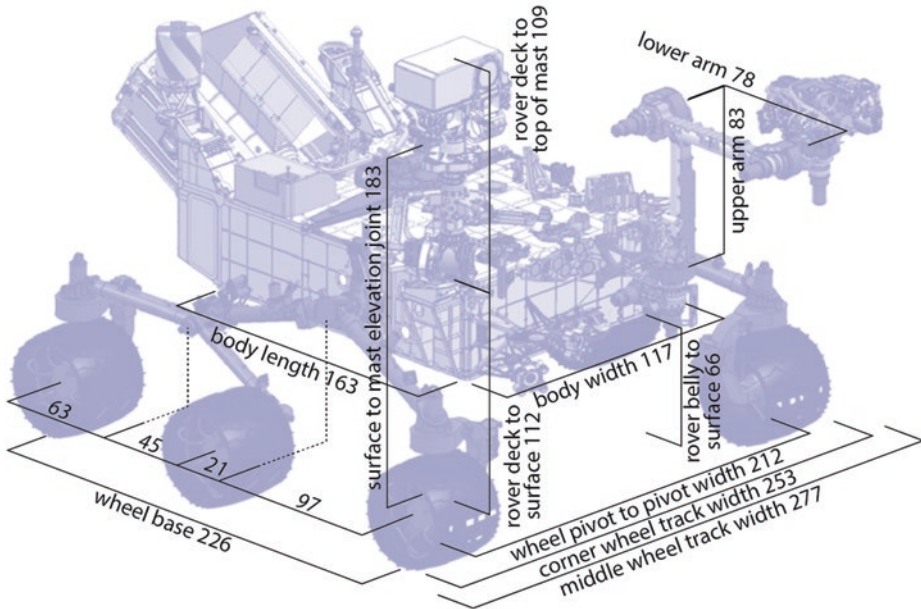 rover deck to
top of mast 109
lower arm 78
upper arm 83
surface to mast elevation joint 183
body length 163
body width 117
rover belly to
surface 66
rover deck to
surface 112
63
45
21
97
wheel base 226
wheel pivot to pivot width 212
corner wheel track width 253
middle wheel track width 277